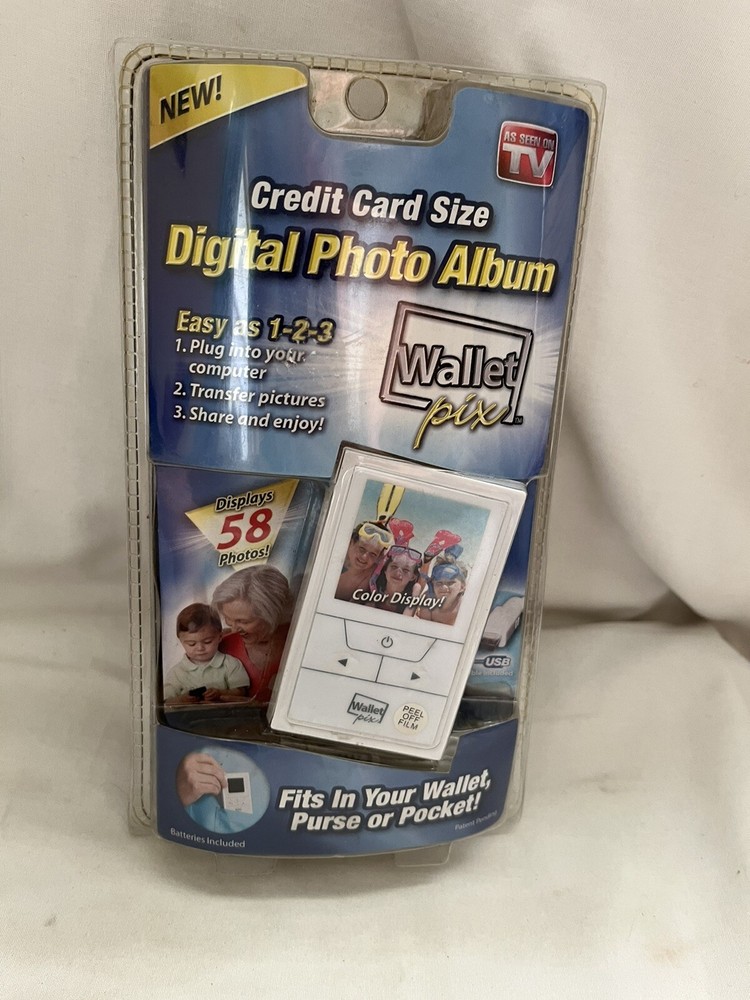 NEW!
AS SEEN ON
TV
Credit Card Size
Digital Photo Album
Easy as 1-2-3
1. Plug into your
computer
2. Transfer pictures
3. Share and enjoy!
Wallet
pix
TM
Displays
58
Photos!
Color Display!
USB
Wallet
pix
PEEL
OFF
FILM
Fits In Your Wallet,
Purse or Pocket!
Batteries Included
Patent Pending